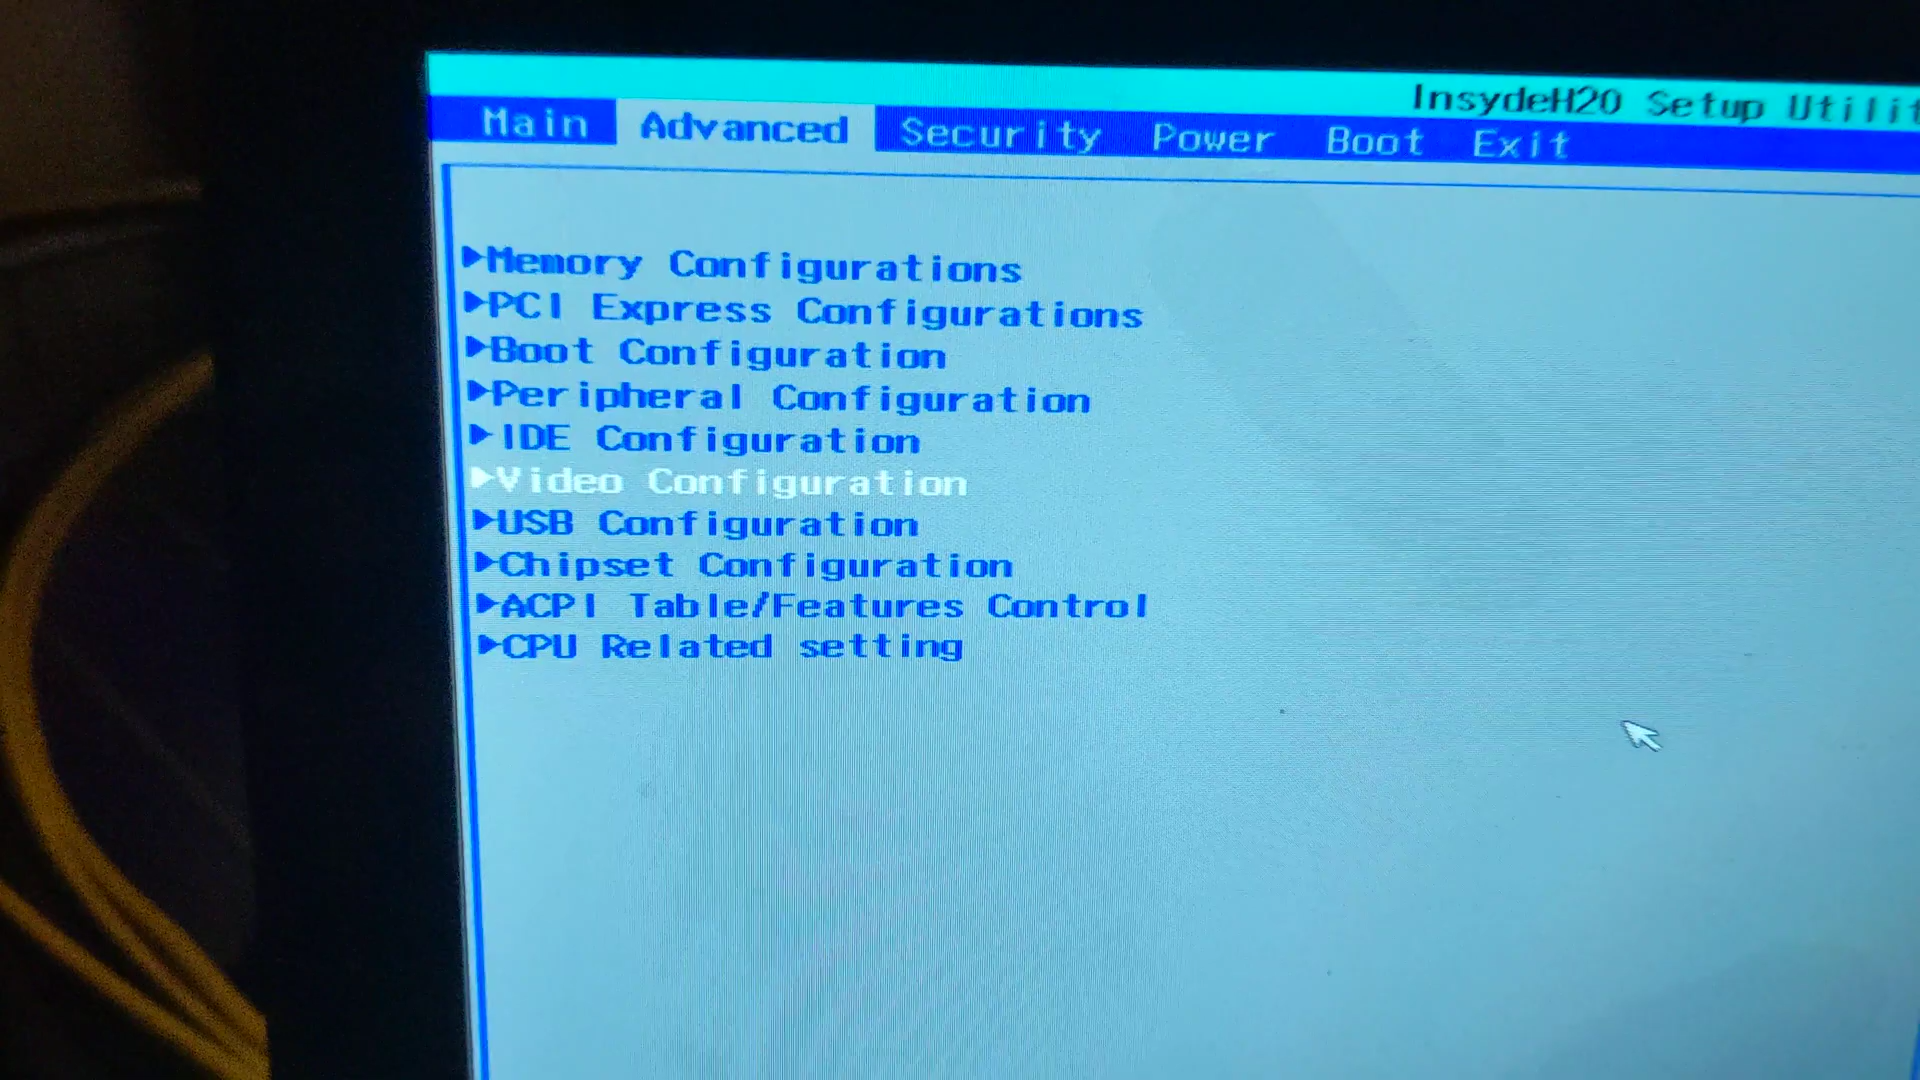 InsydeH20 Setup
Main Advanced Security Power Boot Exit
Memory Configurations
PCI Express Configurations
Boot Configuration
Peripheral Configuration
IDE Configuration
Video Configuration
USB Configuration
Chipset Configuration
ACPI Table/Features Control
CPU Related setting